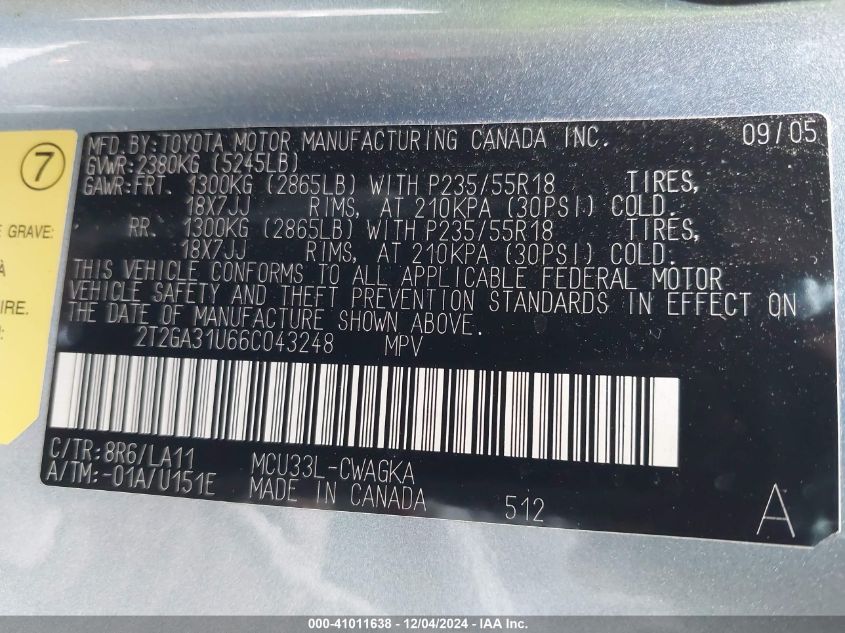 MFD. BY: TOYOTA MOTOR MANUFACTURING CANADA INC. 09/05
GVWR: 2380KG (5245LB)
GAWR: FRT. 1300KG (2865LB) WITH P235/55R18 TIRES,
18X7JJ RIMS, AT 210KPA (30PSI) COLD.
RR. 1300KG (2865LB) WITH P235/55R18 TIRES,
18X7JJ RIMS, AT 210KPA (30PSI) COLD.
THIS VEHICLE CONFORMS TO ALL APPLICABLE FEDERAL MOTOR
VEHICLE SAFETY AND THEFT PREVENTION STANDARDS IN EFFECT ON
THE DATE OF MANUFACTURE SHOWN ABOVE.
2T2GA31U66C043248 MPV
C/TR: 8R6/LA11 MCU33L-CWAGKA
A/TM: -01A/U151E MADE IN CANADA 512 A
7
E GRAVE:
À
IRE.
000-41011638 - 12/04/2024 - IAA Inc.